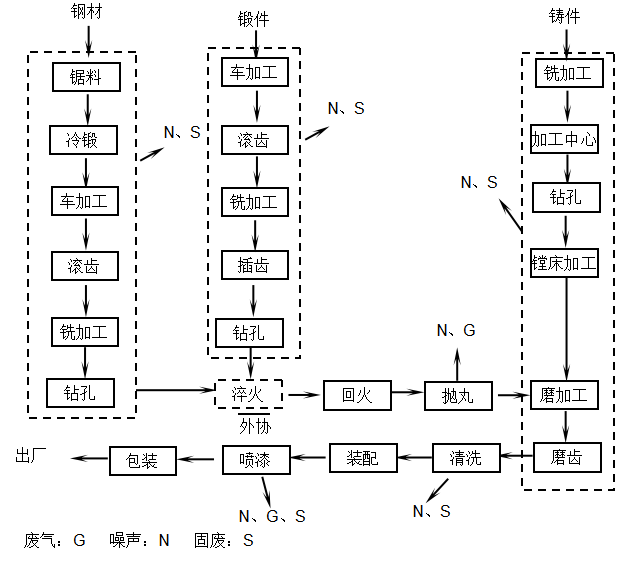 钢材
锻件
铸件
锯料
冷锻
车加工
滚齿
铣加工
钻孔
N、S
车加工
滚齿
铣加工
插齿
钻孔
N、S
铣加工
加工中心
钻孔
镗床加工
磨加工
磨齿
N、S
淬火
外协
回火
抛丸
N、G
清洗
N、S
装配
喷漆
N、G、S
包装
出厂
废气：G 噪声：N 固废：S